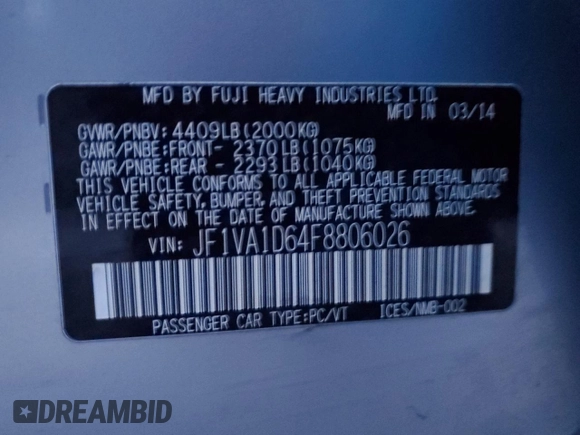 MFD BY FUJI HEAVY INDUSTRIES LTD.
MFD IN 03/14
GVWR/PNBV: 4409LB(2000KG)
GAWR/PNBE:FRONT- 2370LB(1075KG)
GAWR/PNBE:REAR - 2293LB(1040KG)
THIS VEHICLE CONFORMS TO ALL APPLICABLE FEDERAL MOTOR
VEHICLE SAFETY, BUMPER, AND THEFT PREVENTION STANDARDS
IN EFFECT ON THE DATE OF MANUFACTURE SHOWN ABOVE.
VIN: JF1VA1D64F8806026
PASSENGER CAR TYPE:PC/VT ICES/NMB-002
DREAMBID